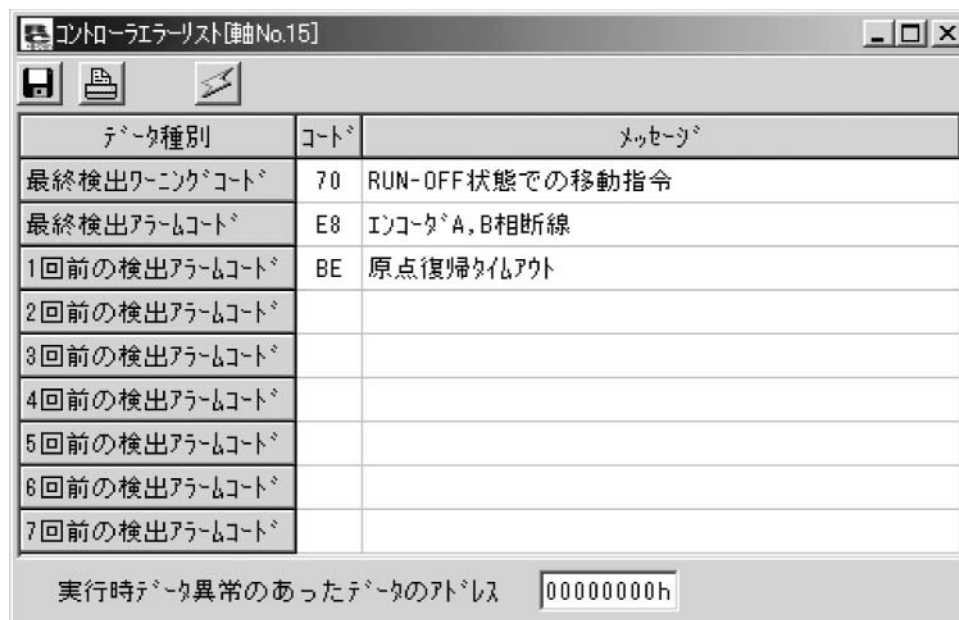 コントローラエラーリスト[軸No.15]
ﾃﾞｰﾀ種別 ｺｰﾄﾞ ﾒｯｾｰｼﾞ
最終検出ﾜｰﾆﾝｸﾞｺｰﾄﾞ 70 RUN-OFF状態での移動指令
最終検出ｱﾗｰﾑｺｰﾄﾞ E8 ｴﾝｺｰﾀﾞA,B相断線
1回前の検出ｱﾗｰﾑｺｰﾄﾞ BE 原点復帰ﾀｲﾑｱｳﾄ
2回前の検出ｱﾗｰﾑｺｰﾄﾞ
3回前の検出ｱﾗｰﾑｺｰﾄﾞ
4回前の検出ｱﾗｰﾑｺｰﾄﾞ
5回前の検出ｱﾗｰﾑｺｰﾄﾞ
6回前の検出ｱﾗｰﾑｺｰﾄﾞ
7回前の検出ｱﾗｰﾑｺｰﾄﾞ
実行時ﾃﾞｰﾀ異常のあったﾃﾞｰﾀのｱﾄﾞﾚｽ 00000000h